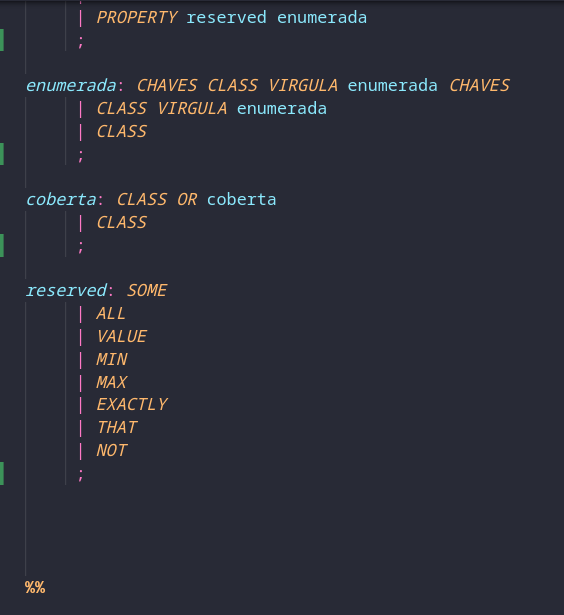 | PROPERTY reserved enumerada
;
enumerada: CHAVES CLASS VIRGULA enumerada CHAVES
| CLASS VIRGULA enumerada
| CLASS
;
coberta: CLASS OR coberta
| CLASS
;
reserved: SOME
| ALL
| VALUE
| MIN
| MAX
| EXACTLY
| THAT
| NOT
;
%%